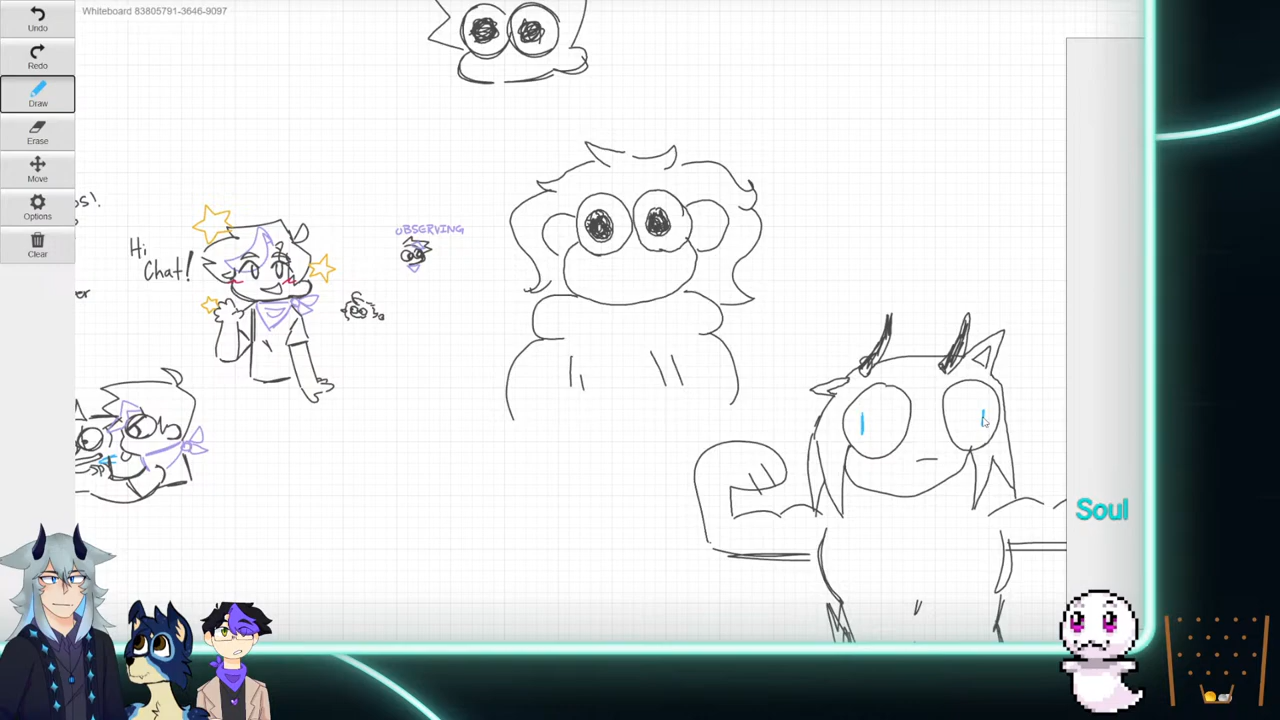 Whiteboard 83805791-3646-9097
Undo
Redo
Draw
Erase
Move
Options
Clear
Hi
Chat!
OBSERVING
Soul